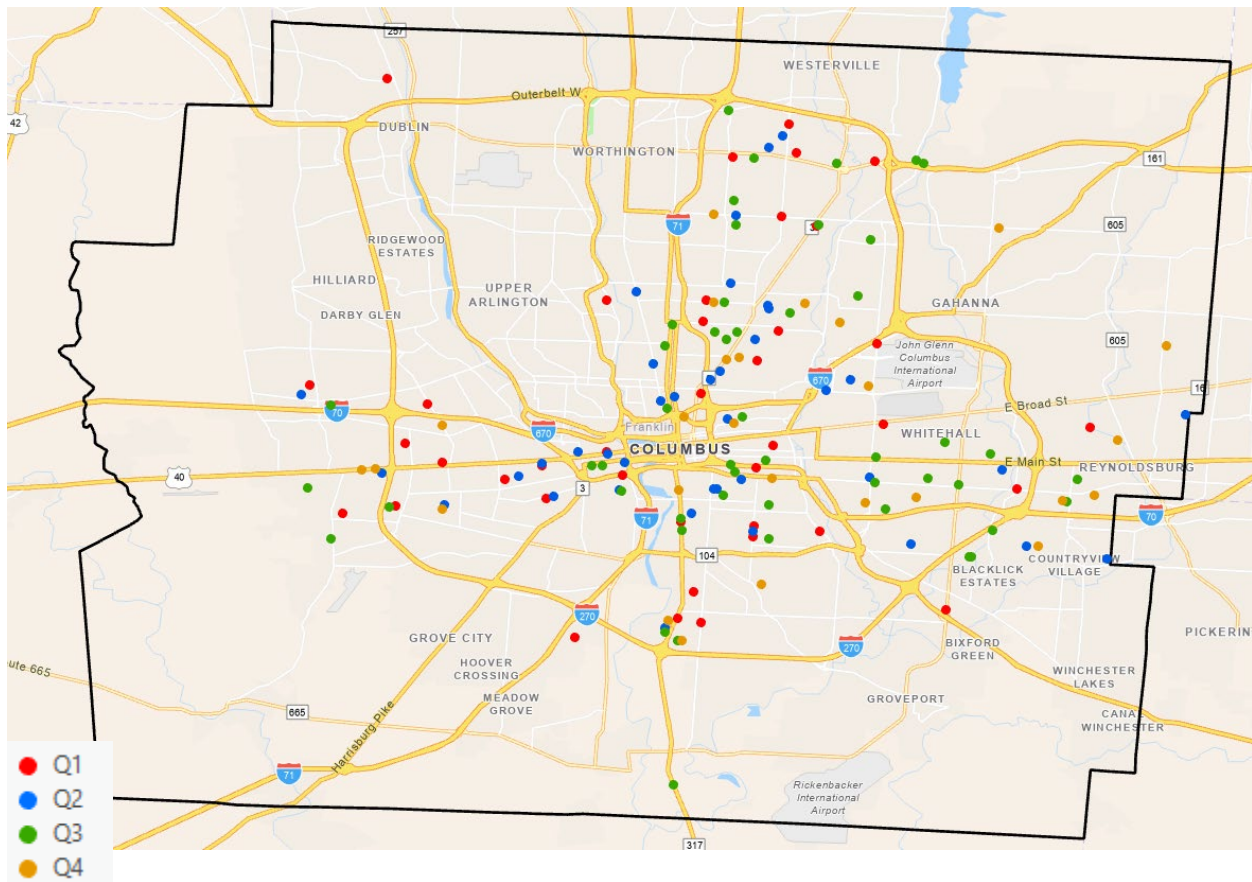 257
WESTERVILLE
Outerbelt W
42
DUBLIN
WORTHINGTON
161
71
605
RIDGEWOOD
ESTATES
HILLIARD
UPPER
ARLINGTON
GAHANNA
DARBY GLEN
John Glenn
Columbus
International
Airport
605
670
16
70
E Broad St
Franklin
670
WHITEHALL
COLUMBUS
E Main St
REYNOLDSBURG
40
3
71
70
104
BLACKLICK
ESTATES
COUNTRYVIEW
VILLAGE
270
GROVE CITY
270
BIXFORD
GREEN
PICKERIN
ute 665
HOOVER
CROSSING
WINCHESTER
LAKES
MEADOW
GROVE
GROVEPORT
665
Harrisburg Pike
CANAL
WINCHESTER
71
Rickenbacker
International
Airport
317
Q1
Q2
Q3
Q4